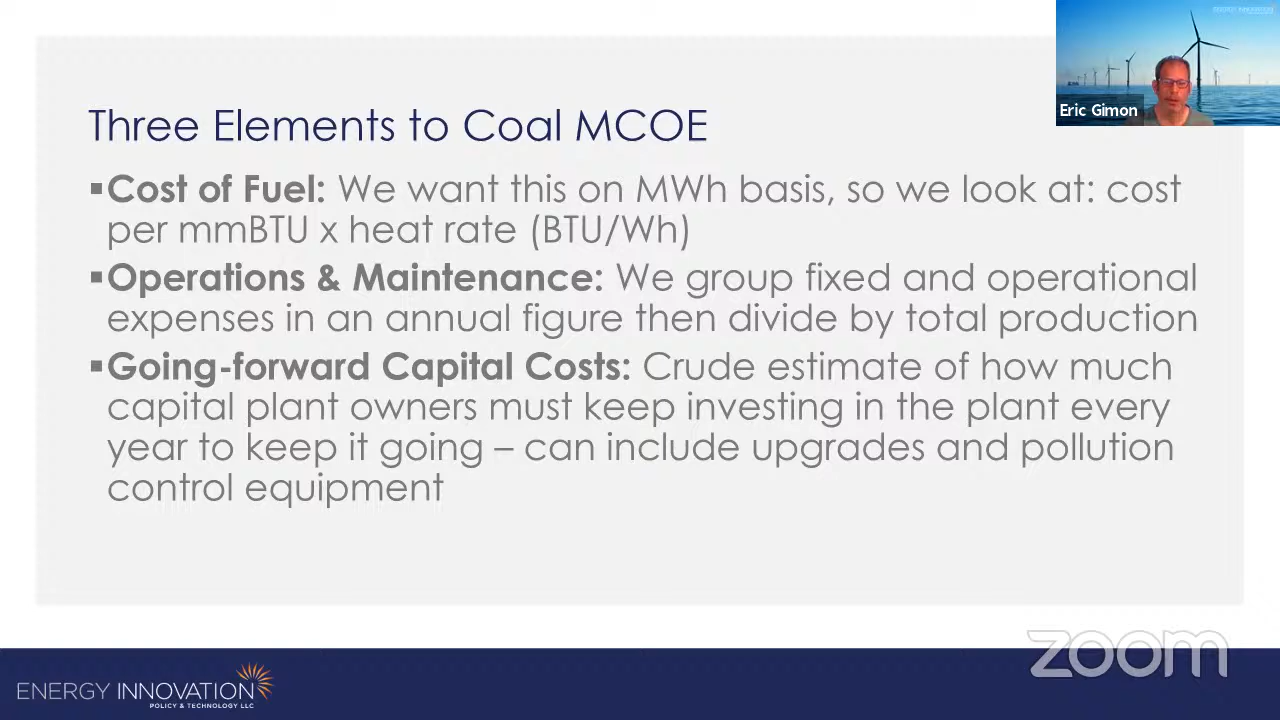 ENERGY INNOVATION
Eric Gimon
Three Elements to Coal MCOE
▪Cost of Fuel: We want this on MWh basis, so we look at: cost
per mmBTU x heat rate (BTU/Wh)
▪Operations & Maintenance: We group fixed and operational
expenses in an annual figure then divide by total production
▪Going-forward Capital Costs: Crude estimate of how much
capital plant owners must keep investing in the plant every
year to keep it going – can include upgrades and pollution
control equipment
zoom
ENERGY INNOVATION
POLICY & TECHNOLOGY LLC